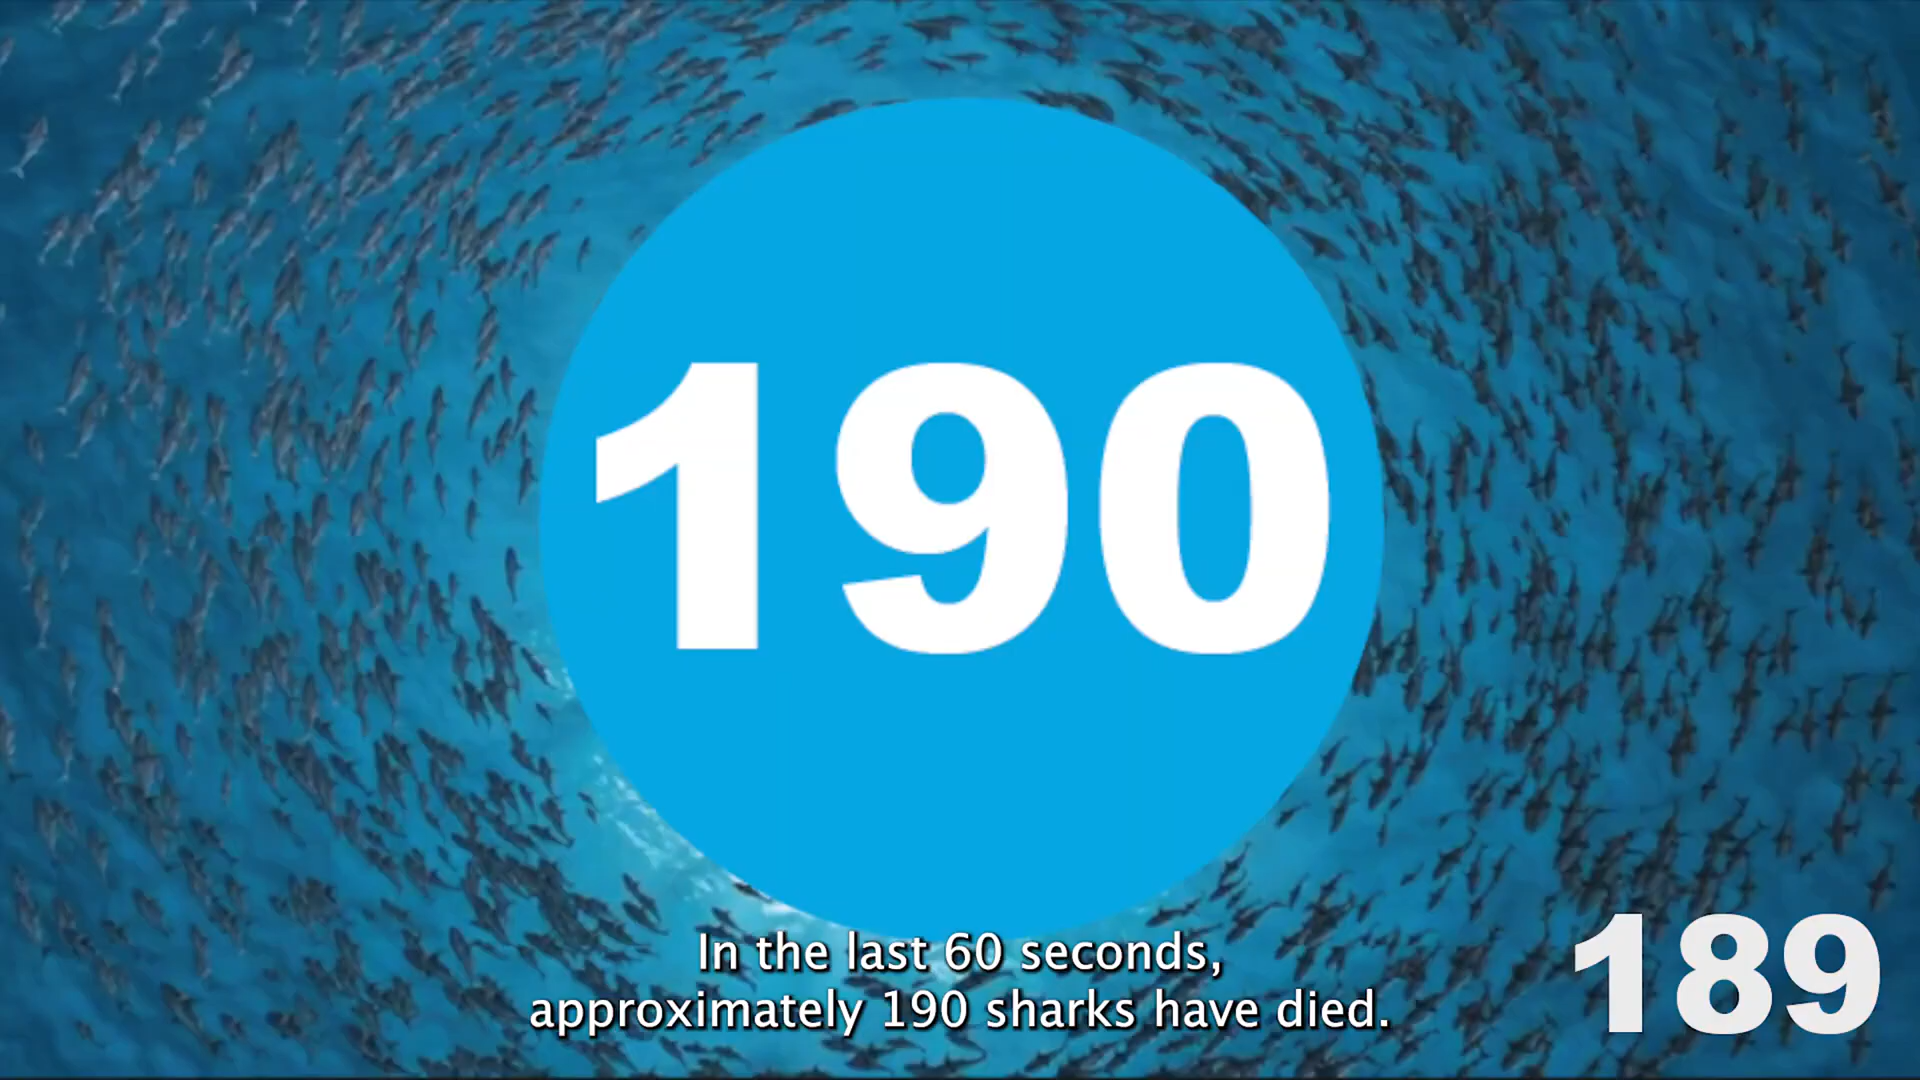 190
In the last 60 seconds,
approximately 190 sharks have died.
189